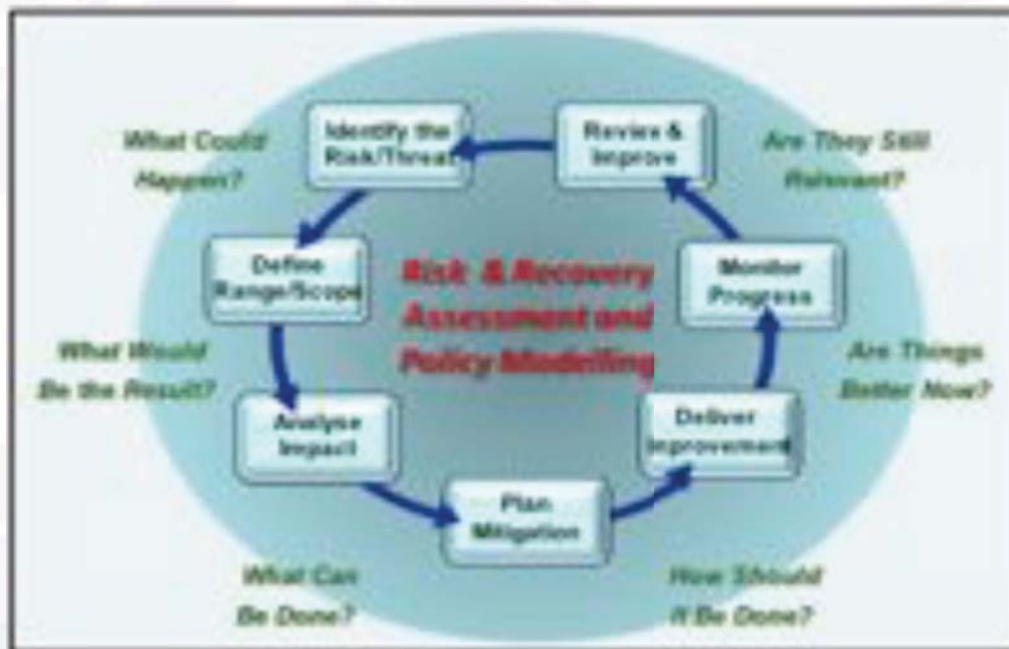 What Could
Happen?
Identify the
Risk/Threat
Review &
Improve
Are They Still
Relevant?
Define
Range/Scope
Risk & Recovery
Assessment and
Policy Modelling
Monitor
Progress
What Would
Be the Result?
Are Things
Better Now?
Analyse
Impact
Deliver
Improvement
Plan
Mitigation
What Can
Be Done?
How Should
It Be Done?